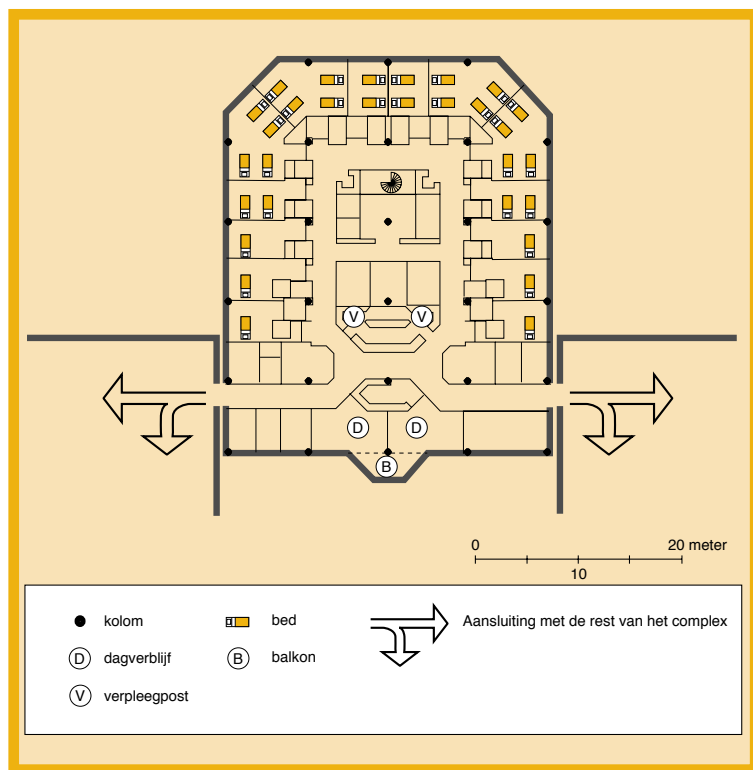 V V
D D
B
0 20 meter
10
kolom bed Aansluiting met de rest van het complex
D dagverblijf B balkon
V verpleegpost